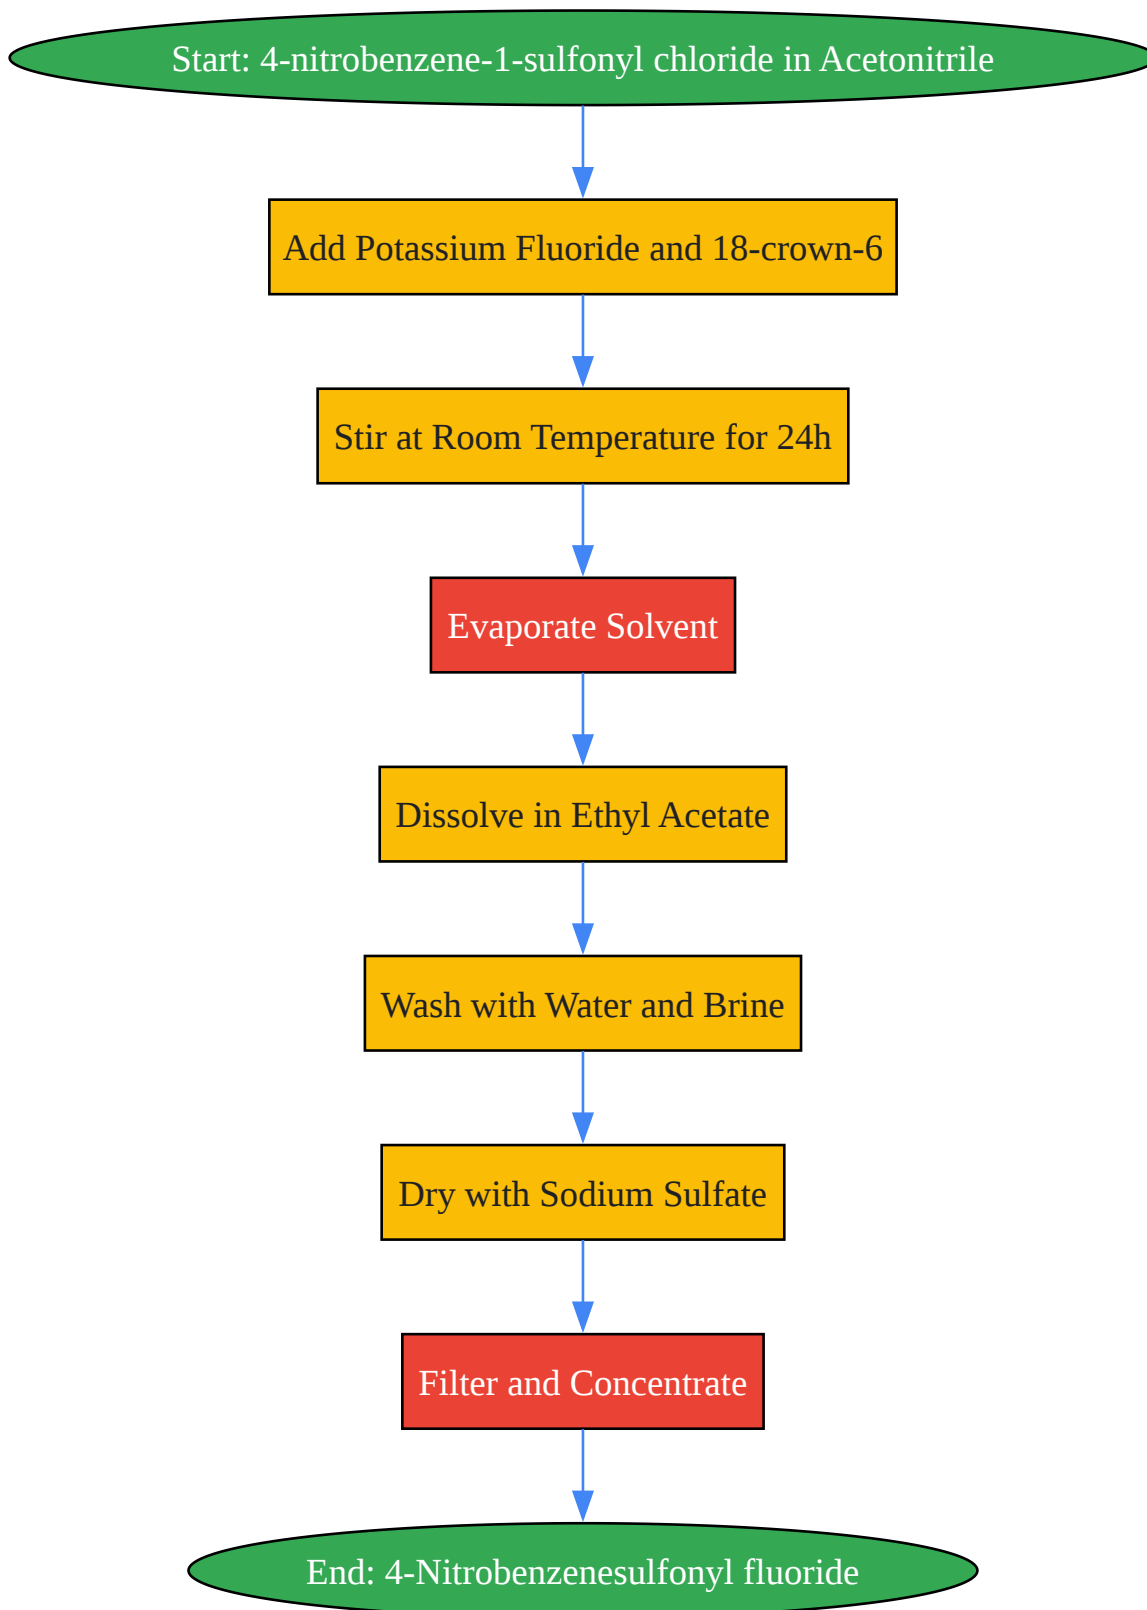 Start: 4-nitrobenzene-1-sulfonyl chloride in Acetonitrile
Add Potassium Fluoride and 18-crown-6
Stir at Room Temperature for 24h
Evaporate Solvent
Dissolve in Ethyl Acetate
Wash with Water and Brine
Dry with Sodium Sulfate
Filter and Concentrate
End: 4-Nitrobenzenesulfonyl fluoride